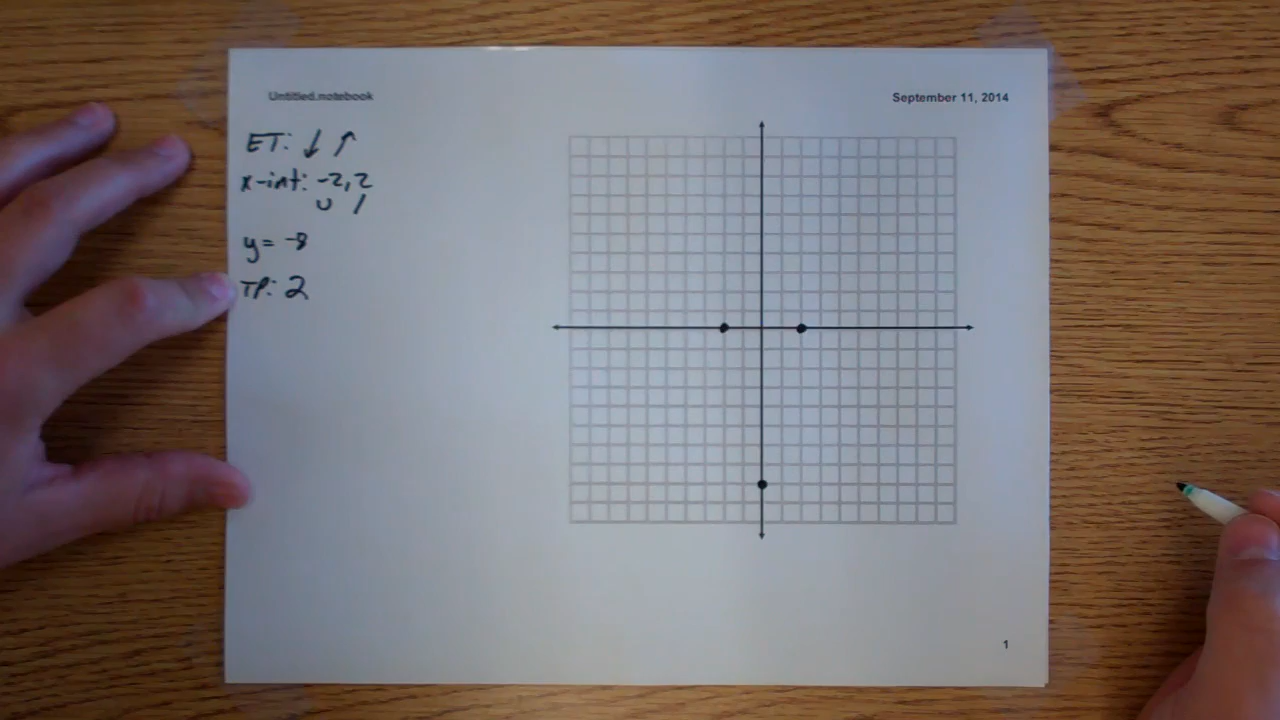 Untitled.notebook
September 11, 2014
ET: ↓ ↑
x-int: -2, 2
∪ /
y = -8
TP: 2
1